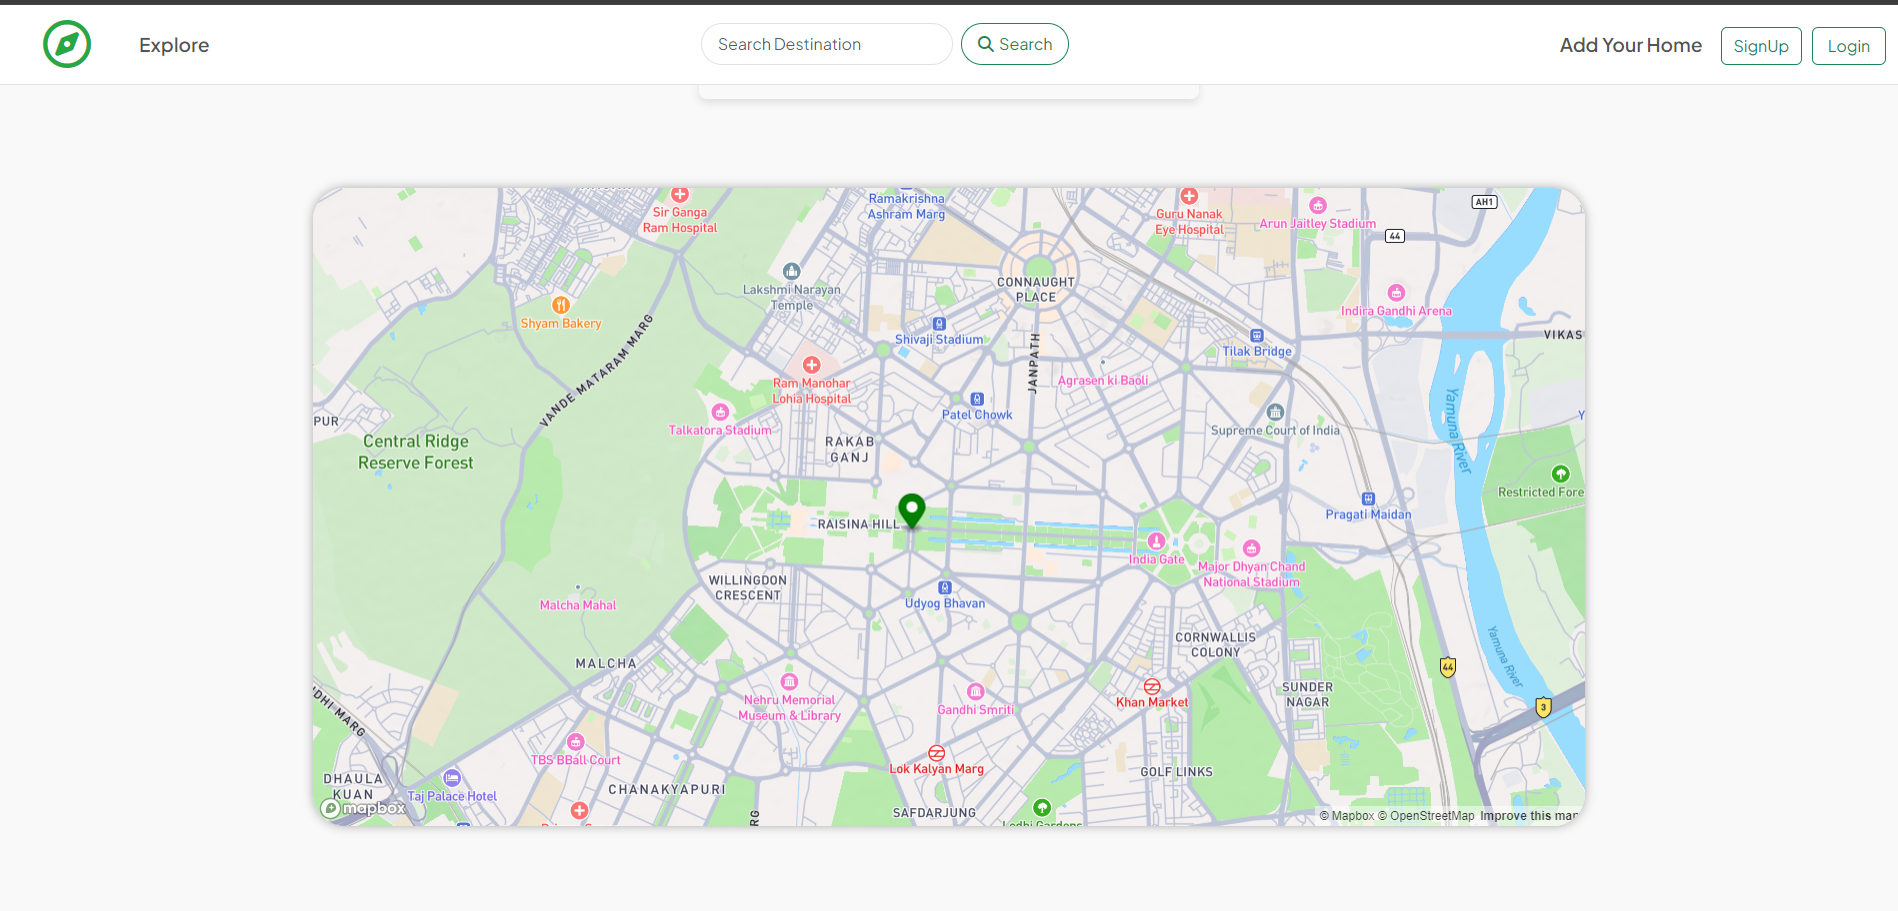 Explore
Search Destination
Search
Add Your Home
SignUp
Login
Sir Ganga
Ram Hospital
Ramakrishna
Ashram Marg
Guru Nanak
Eye Hospital
Arun Jaitley Stadium
AH1
44
Lakshmi Narayan
Temple
CONNAUGHT
PLACE
Indira Gandhi Arena
Shyam Bakery
VANDE MATARAM MARG
Shivaji Stadium
JANPATH
Tilak Bridge
VIKAS
Ram Manohar
Lohia Hospital
Agrasen ki Baoli
Patel Chowk
Talkatora Stadium
PUR
Central Ridge
Reserve Forest
RAKAB
GANJ
Supreme Court of India
Yamuna River
Y
Restricted Fore
Pragati Maidan
RAISINA HILL
India Gate
Major Dhyan Chand
National Stadium
WILLINGDON
CRESCENT
Udyog Bhavan
Malcha Mahal
CORNWALLIS
COLONY
Yamuna River
MALCHA
44
SUNDER
NAGAR
Nehru Memorial
Museum & Library
Gandhi Smriti
Khan Market
3
DHI MARG
TBS BBall Court
Lok Kalyan Marg
GOLF LINKS
DHAULA
KUAN
Taj Palace Hotel
CHANAKYAPURI
SAFDARJUNG
RG
Lodhi Gardens
mapbox
© Mapbox © OpenStreetMap Improve this map